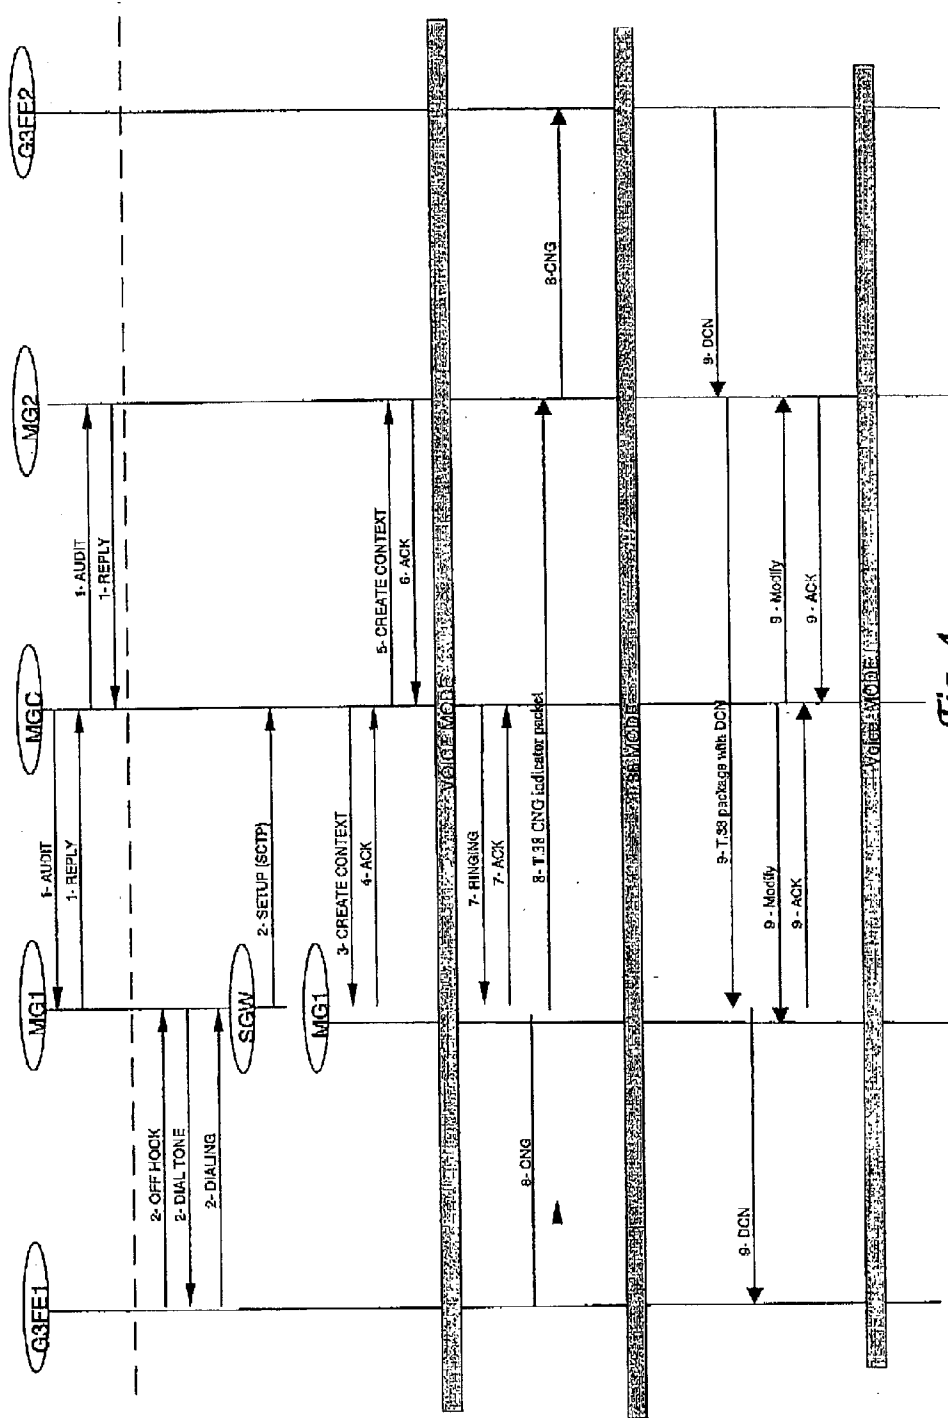 G3FE1
MG1
MGC
MG2
G3FE2
1- AUDIT
1- REPLY
1- AUDIT
1- REPLY
2- OFF HOOK
2- DIAL TONE
2- DIALING
SGW
2- SETUP (SCTP)
MG1
3- CREATE CONTEXT
4- ACK
5- CREATE CONTEXT
6- ACK
VOICE MODE
7- RINGING
7- ACK
8- CNG
8- T.38 CNG indicator packet
8-CNG
MODE
9- DCN
9- T.38 package with DCN
9- DCN
9 - Modify
9 - ACK
9 - Modify
9 - ACK
Voice MODE